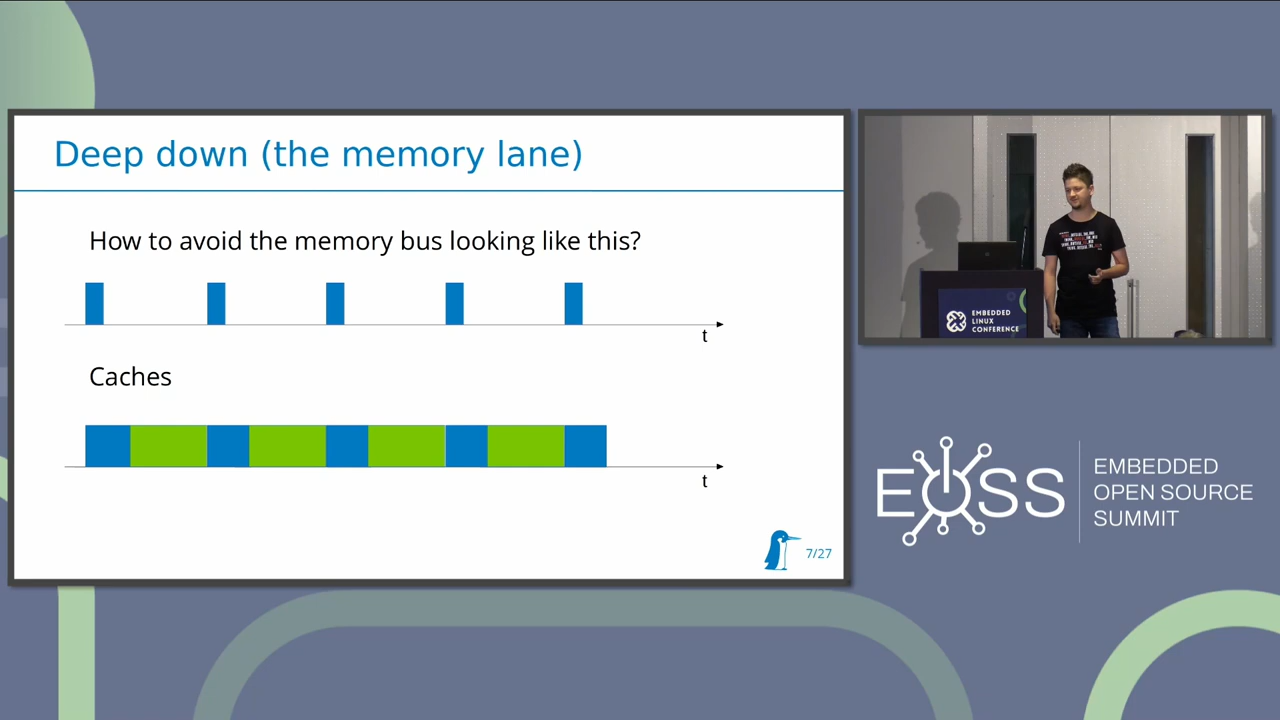 Deep down (the memory lane)
How to avoid the memory bus looking like this?
t
Caches
t
7/27
EMBEDDED
LINUX
CONFERENCE
EOSS
EMBEDDED
OPEN SOURCE
SUMMIT